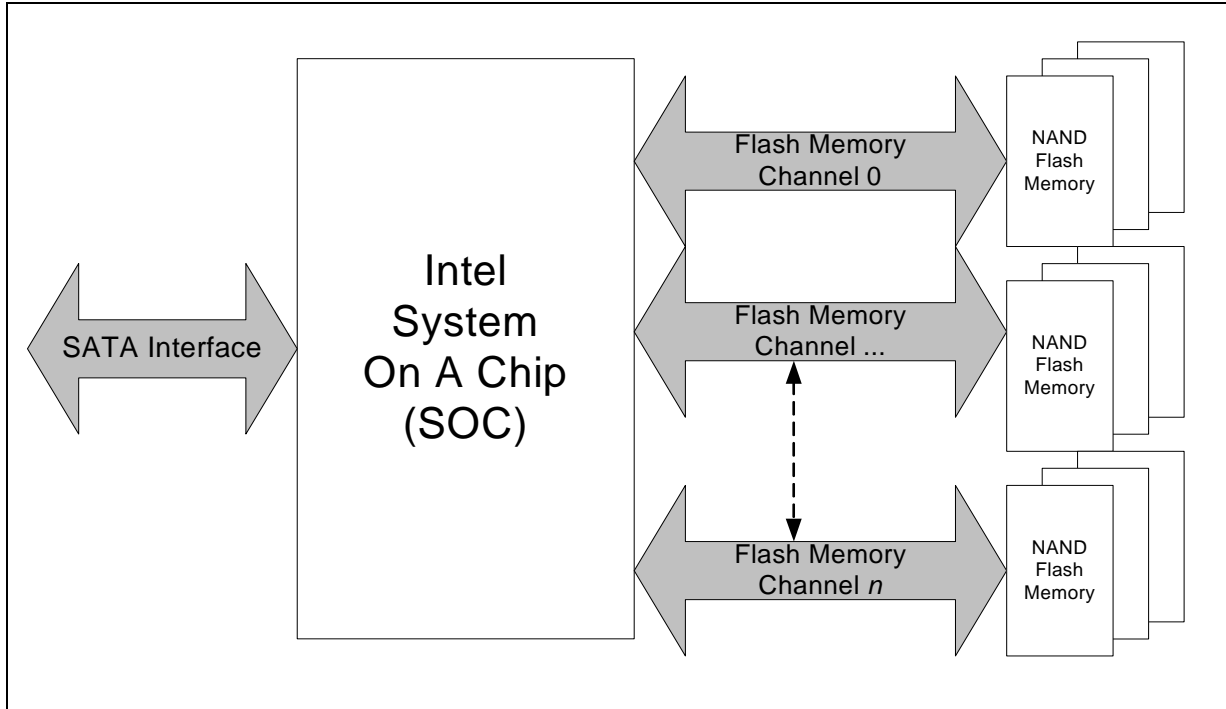 SATA Interface
Intel
System
On A Chip
(SOC)
Flash Memory
Channel 0
NAND
Flash
Memory
Flash Memory
Channel ...
NAND
Flash
Memory
Flash Memory
Channel n
NAND
Flash
Memory